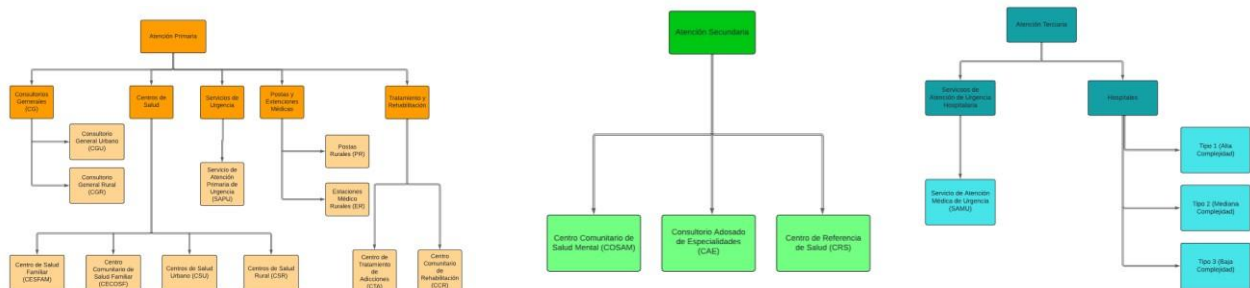 Atención Primaria
Consultorios
Generales
(CG)
Centros de
Salud
Servicios de
Urgencia
Postas y
Extenciones
Médicas
Tratamiento y
Rehabilitación
Consultorio
General Urbano
(CGU)
Consultorio
General Rural
(CGR)
Servicio de
Atención
Primaria de
Urgencia
(SAPU)
Postas
Rurales (PR)
Estaciones
Médico
Rurales (ER)
Centro de Salud
Familiar
(CESFAM)
Centro
Comunitario de
Salud Familiar
(CECOSF)
Centros de Salud
Urbano (CSU)
Centros de Salud
Rural (CSR)
Centro de
Tratamiento
de
Adicciones
(CTA)
Centro
Comunitario
de
Rehabilitación
(CCR)
Atención Secundaria
Centro Comunitario de
Salud Mental (COSAM)
Consultorio Adosado
de Especialidades
(CAE)
Centro de Referencia
de Salud (CRS)
Atención Terciaria
Servicios de
Atención de Urgencia
Hospitalaria
Hospitales
Servicio de Atención
Médica de Urgencia
(SAMU)
Tipo 1 (Alta
Complejidad)
Tipo 2 (Mediana
Complejidad)
Tipo 3 (Baja
Complejidad)